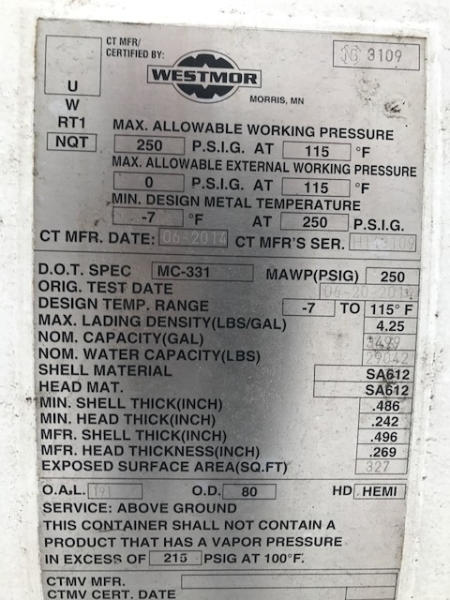 CT MFR/
CERTIFIED BY:
WESTMOR
MORRIS, MN
3109
U
W
RT1
NQT
MAX. ALLOWABLE WORKING PRESSURE
250 P.S.I.G. AT 115 °F
MAX. ALLOWABLE EXTERNAL WORKING PRESSURE
0 P.S.I.G. AT 115 °F
MIN. DESIGN METAL TEMPERATURE
-7 °F AT 250 P.S.I.G.
CT MFR. DATE: 06-2014 CT MFR'S SER.
D.O.T. SPEC MC-331 MAWP(PSIG) 250
ORIG. TEST DATE
DESIGN TEMP. RANGE -7 TO 115° F
MAX. LADING DENSITY(LBS/GAL) 4.25
NOM. CAPACITY(GAL) 3499
NOM. WATER CAPACITY(LBS) 29042
SHELL MATERIAL SA612
HEAD MAT. SA612
MIN. SHELL THICK(INCH) .486
MIN. HEAD THICK(INCH) .242
MFR. SHELL THICK(INCH) .496
MFR. HEAD THICKNESS(INCH) .269
EXPOSED SURFACE AREA(SQ.FT) 327
O.A.L. 191 O.D. 80 HD HEMI
SERVICE: ABOVE GROUND
THIS CONTAINER SHALL NOT CONTAIN A
PRODUCT THAT HAS A VAPOR PRESSURE
IN EXCESS OF 215 PSIG AT 100°F.
CTMV MFR.
CTMV CERT. DATE